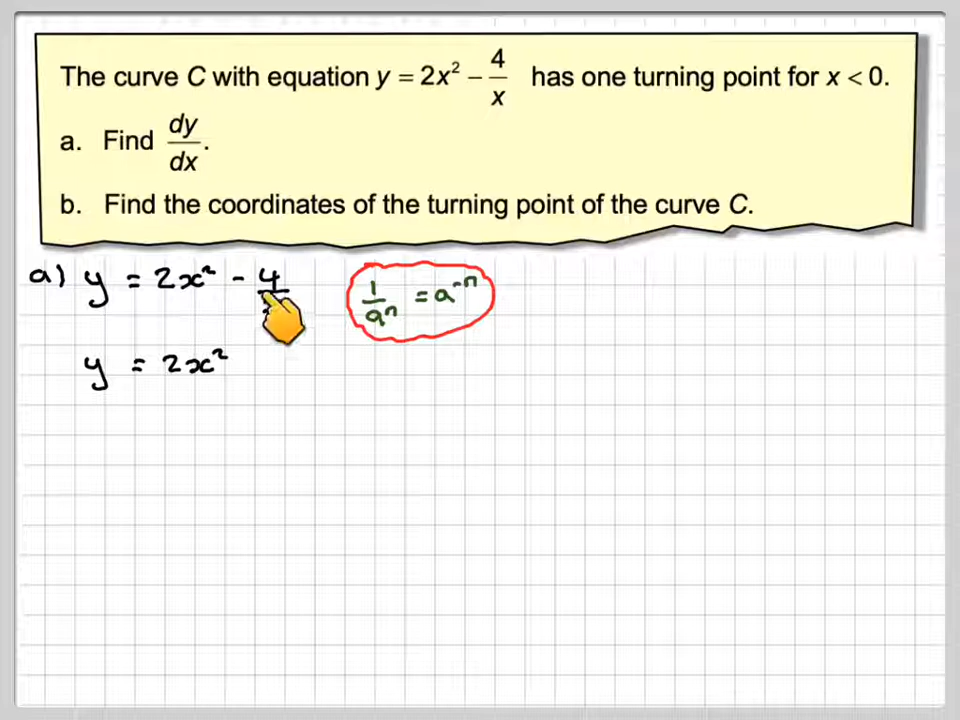 The curve C with equation y = 2x² − 4/x has one turning point for x < 0.
a. Find dy/dx.
b. Find the coordinates of the turning point of the curve C.
a) y = 2x² - 4/
1/aⁿ = a⁻ⁿ
y = 2x²